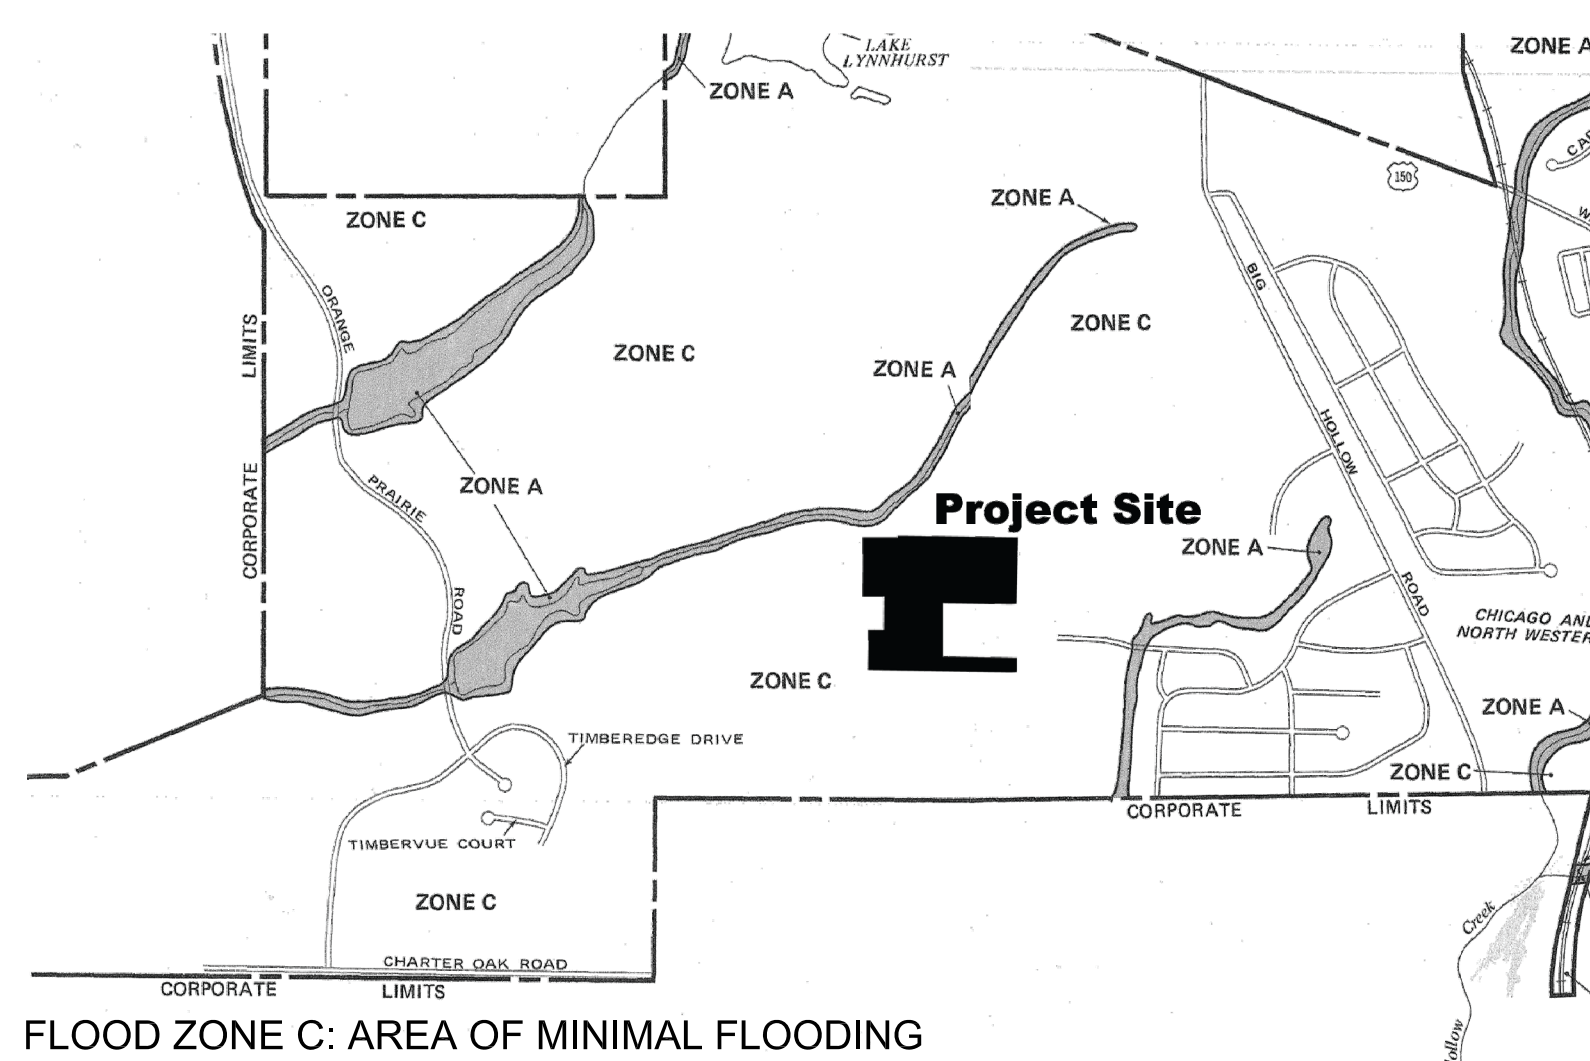 LAKE
LYNNHURST
ZONE A
ZONE A
150
ZONE A
ZONE C
ORANGE
BIG
ZONE C
ZONE C
LIMITS
ZONE A
HOLLOW
ZONE A
PRAIRIE
CORPORATE
Project Site
ZONE A
ROAD
ROAD
CHICAGO AND
NORTH WESTER
ZONE C
ZONE A
TIMBEREDGE DRIVE
ZONE C
CORPORATE LIMITS
TIMBERVUE COURT
ZONE C
Creek
CHARTER OAK ROAD
CORPORATE LIMITS
ollow
FLOOD ZONE C: AREA OF MINIMAL FLOODING